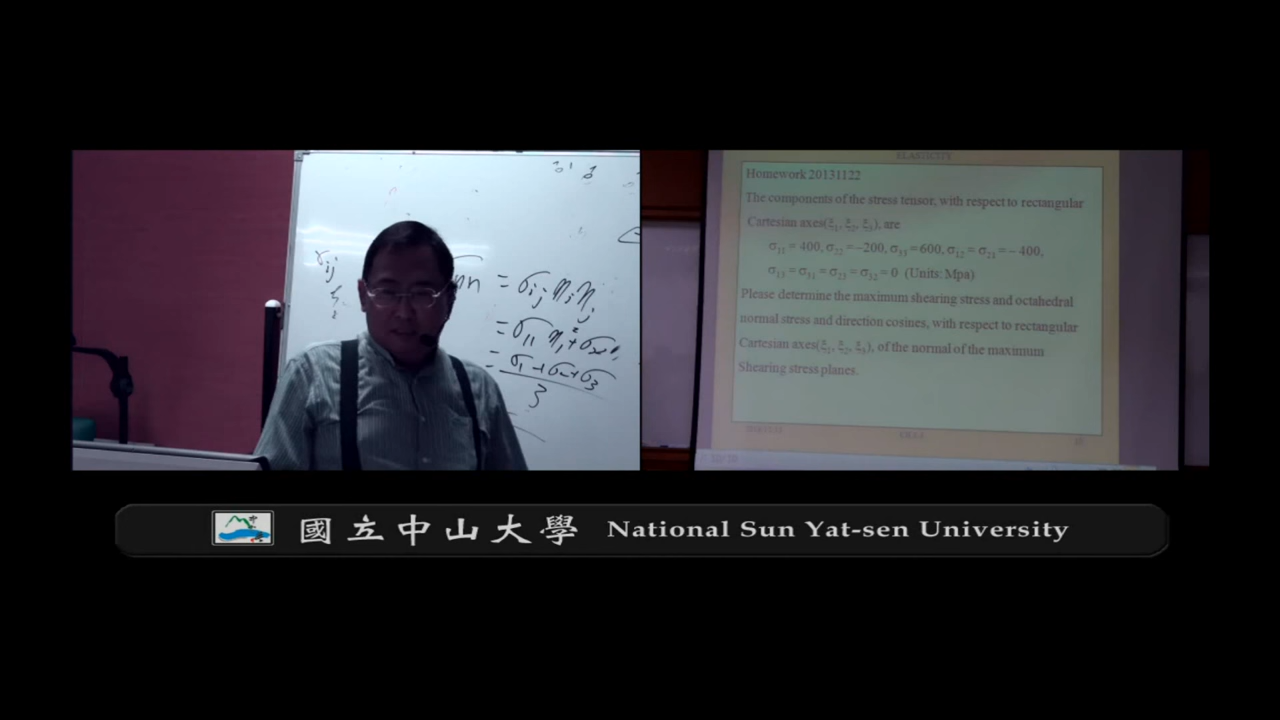 σij
nn = σij ni nj
= σ11 n1² +
= σ1 + σ2 + σ3
3
ELASTICITY
Homework 20131122
The components of the stress tensor, with respect to rectangular
Cartesian axes(ξ1, ξ2, ξ3), are
σ11 = 400, σ22 =−200, σ33 =600, σ12 = σ21 =− 400,
σ13 = σ31 = σ23 = σ32 = 0 (Units: Mpa)
Please determine the maximum shearing stress and octahedral
normal stress and direction cosines, with respect to rectangular
Cartesian axes(ξ1, ξ2, ξ3), of the normal of the maximum
Shearing stress planes.
國立中山大學 National Sun Yat-sen University